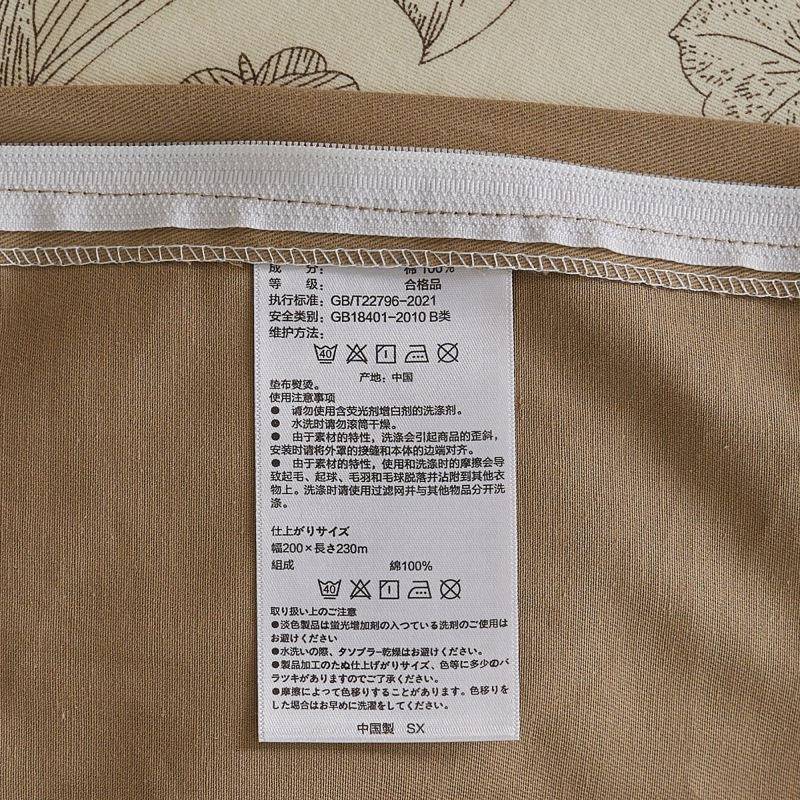 成 分： 棉 100%
等 级： 合格品
执行标准：GB/T22796-2021
安全类别：GB18401-2010 B类
维护方法：
40
产地：中国
垫布熨烫。
使用注意事项
● 请勿使用含荧光剂增白剂的洗涤剂。
● 水洗时请勿滚筒干燥。
● 由于素材的特性，洗涤会引起商品的歪斜，
安装时请将外罩的接缝和本体的边端对齐。
● 由于素材的特性，使用和洗涤时的摩擦会导
致起毛、起球、毛羽和毛球脱落并沾附到其他衣
物上。洗涤时请使用过滤网并与其他物品分开洗
涤。
仕上がりサイズ
幅200×長さ230m
組成 綿100%
40
取り扱い上のご注意
●淡色製品は蛍光增加剤の入つている洗剤のご使用は
お避けください
●水洗いの際、タソプラー乾燥はお避けください。
●製品加工のたぬ仕上げがりサイズ、色等に多少のバ
ラツキがありますのでご了承ください。
●摩擦によって色移りすることがあります。色移りを
した場合はお早めに洗濯をしてください。
中国製 SX